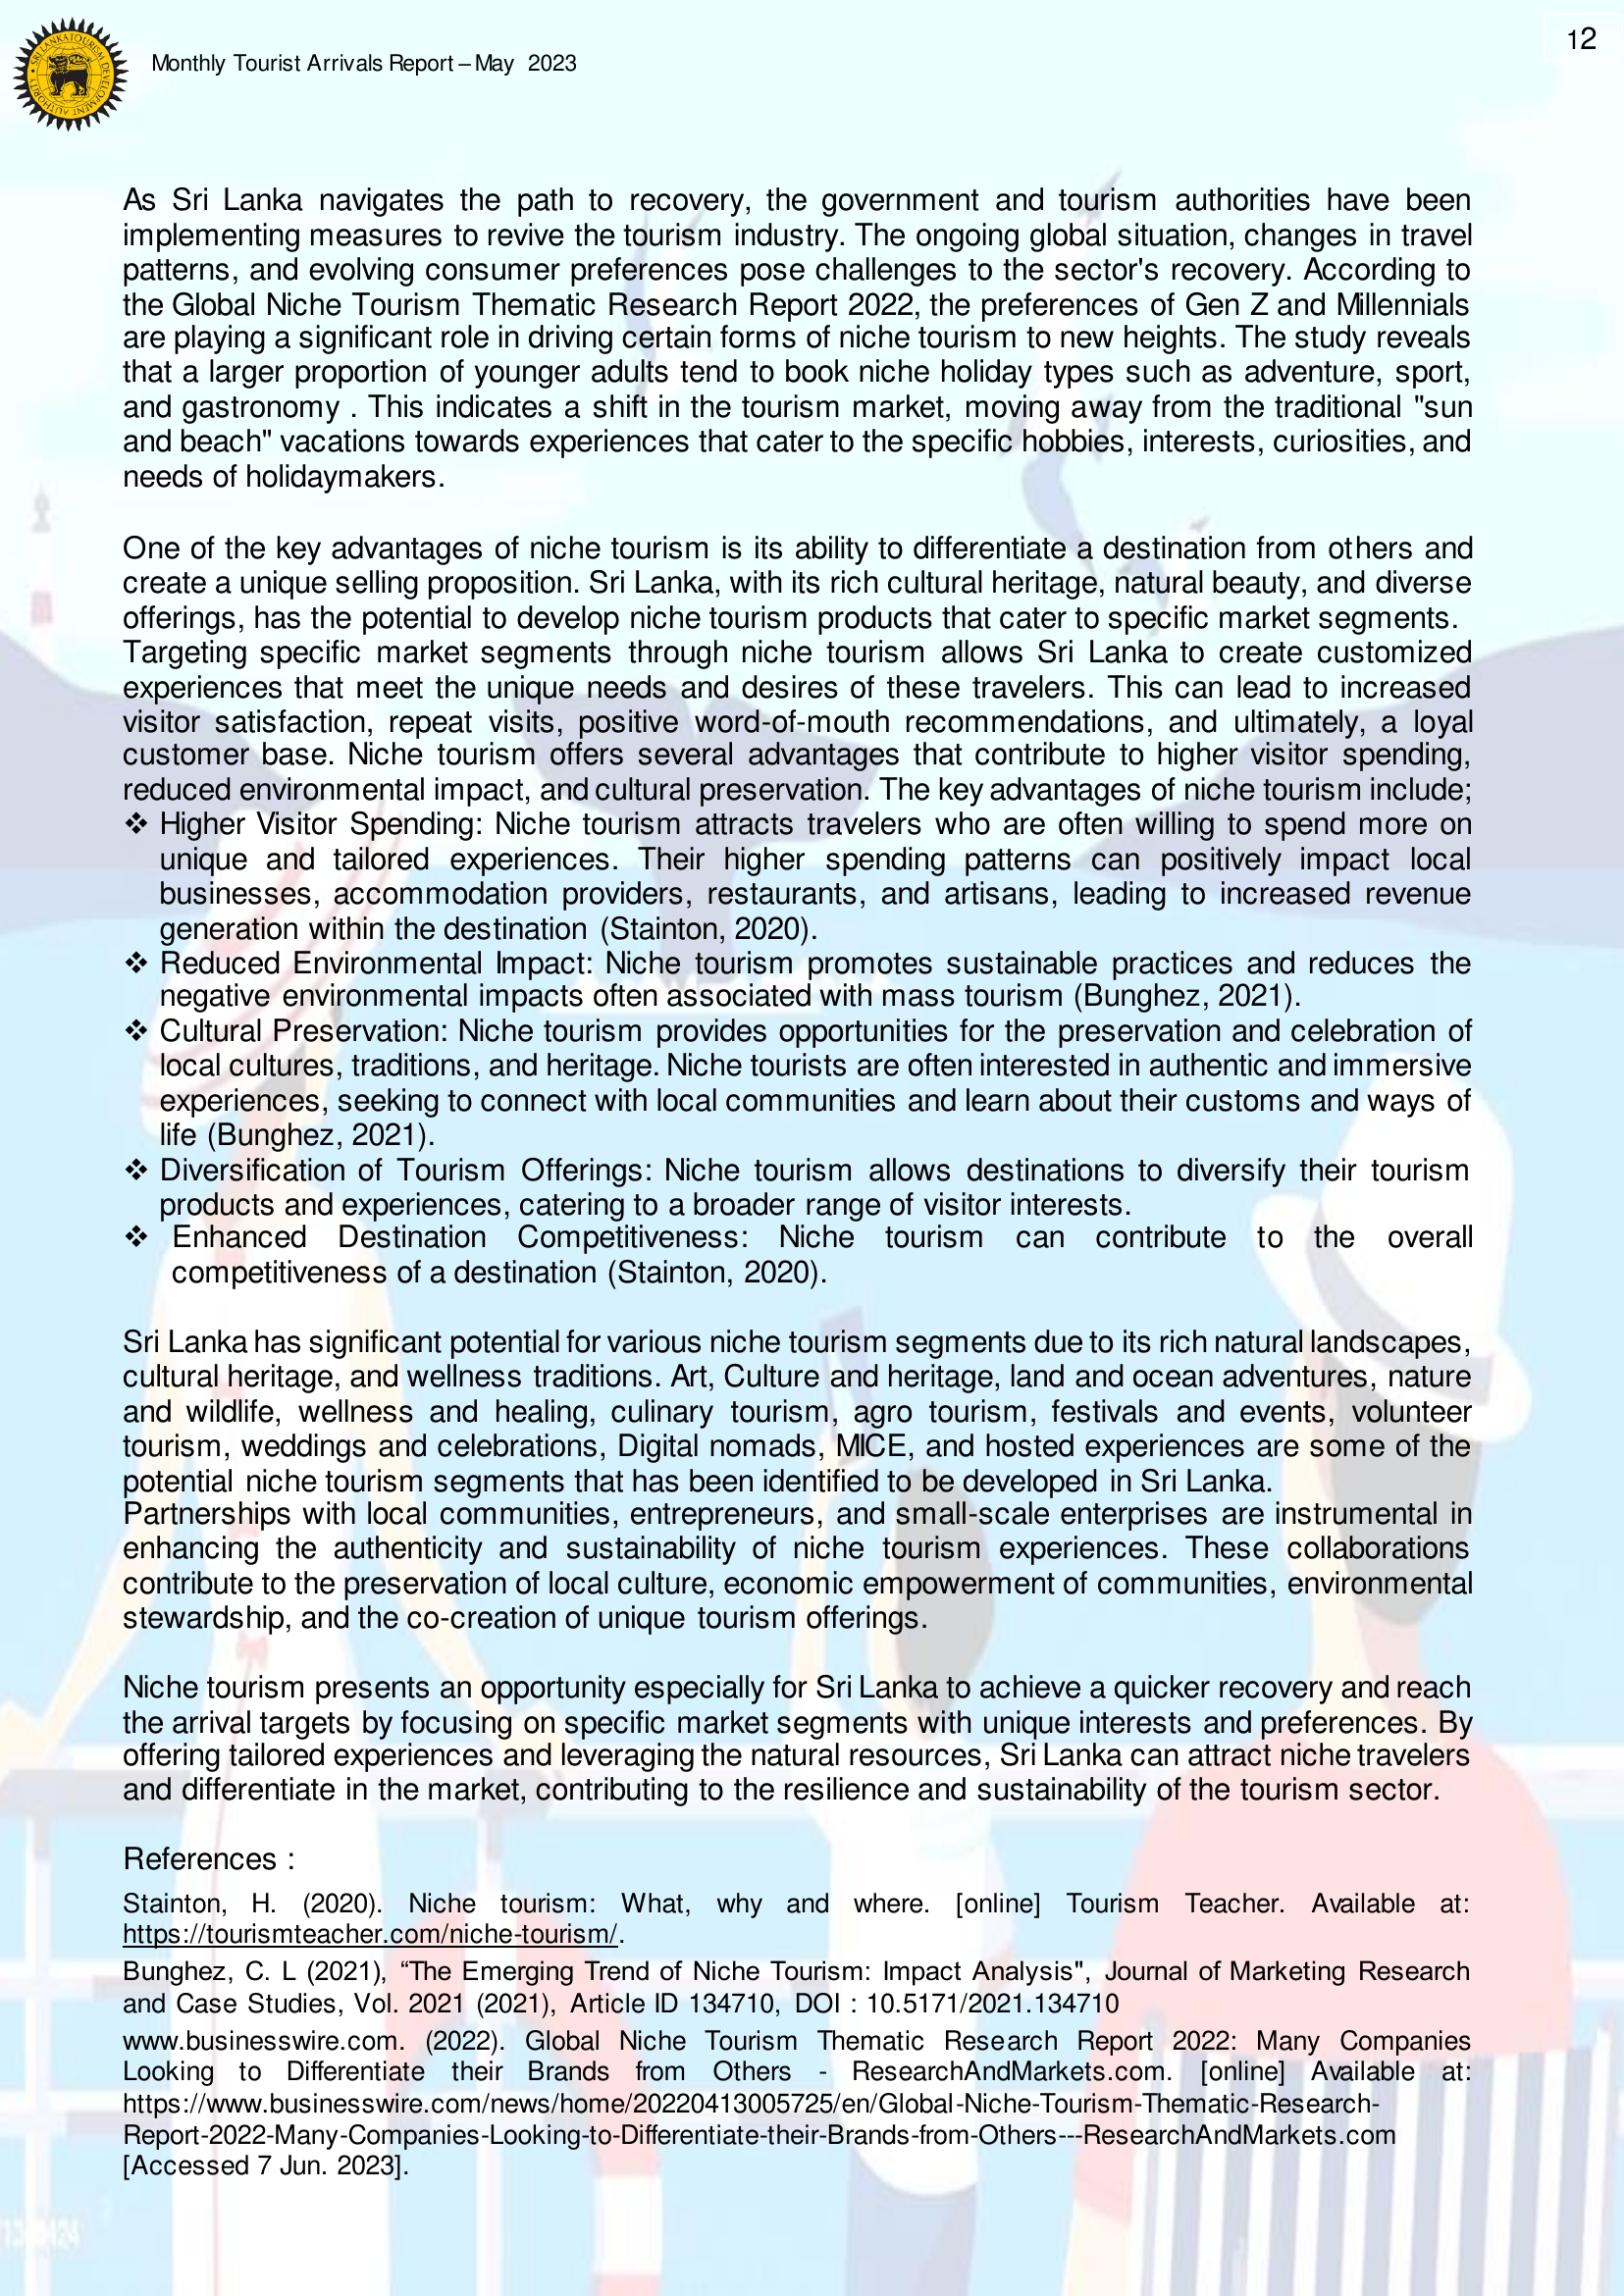 12
SRI LANKA TOURISM DEVELOPMENT AUTHORITY
Monthly Tourist Arrivals Report – May 2023
As Sri Lanka navigates the path to recovery, the government and tourism authorities have been
implementing measures to revive the tourism industry. The ongoing global situation, changes in travel
patterns, and evolving consumer preferences pose challenges to the sector's recovery. According to
the Global Niche Tourism Thematic Research Report 2022, the preferences of Gen Z and Millennials
are playing a significant role in driving certain forms of niche tourism to new heights. The study reveals
that a larger proportion of younger adults tend to book niche holiday types such as adventure, sport,
and gastronomy . This indicates a shift in the tourism market, moving away from the traditional "sun
and beach" vacations towards experiences that cater to the specific hobbies, interests, curiosities, and
needs of holidaymakers.
One of the key advantages of niche tourism is its ability to differentiate a destination from others and
create a unique selling proposition. Sri Lanka, with its rich cultural heritage, natural beauty, and diverse
offerings, has the potential to develop niche tourism products that cater to specific market segments.
Targeting specific market segments through niche tourism allows Sri Lanka to create customized
experiences that meet the unique needs and desires of these travelers. This can lead to increased
visitor satisfaction, repeat visits, positive word-of-mouth recommendations, and ultimately, a loyal
customer base. Niche tourism offers several advantages that contribute to higher visitor spending,
reduced environmental impact, and cultural preservation. The key advantages of niche tourism include;
❖ Higher Visitor Spending: Niche tourism attracts travelers who are often willing to spend more on
unique and tailored experiences. Their higher spending patterns can positively impact local
businesses, accommodation providers, restaurants, and artisans, leading to increased revenue
generation within the destination (Stainton, 2020).
❖ Reduced Environmental Impact: Niche tourism promotes sustainable practices and reduces the
negative environmental impacts often associated with mass tourism (Bunghez, 2021).
❖ Cultural Preservation: Niche tourism provides opportunities for the preservation and celebration of
local cultures, traditions, and heritage. Niche tourists are often interested in authentic and immersive
experiences, seeking to connect with local communities and learn about their customs and ways of
life (Bunghez, 2021).
❖ Diversification of Tourism Offerings: Niche tourism allows destinations to diversify their tourism
products and experiences, catering to a broader range of visitor interests.
❖ Enhanced Destination Competitiveness: Niche tourism can contribute to the overall
competitiveness of a destination (Stainton, 2020).
Sri Lanka has significant potential for various niche tourism segments due to its rich natural landscapes,
cultural heritage, and wellness traditions. Art, Culture and heritage, land and ocean adventures, nature
and wildlife, wellness and healing, culinary tourism, agro tourism, festivals and events, volunteer
tourism, weddings and celebrations, Digital nomads, MICE, and hosted experiences are some of the
potential niche tourism segments that has been identified to be developed in Sri Lanka.
Partnerships with local communities, entrepreneurs, and small-scale enterprises are instrumental in
enhancing the authenticity and sustainability of niche tourism experiences. These collaborations
contribute to the preservation of local culture, economic empowerment of communities, environmental
stewardship, and the co-creation of unique tourism offerings.
Niche tourism presents an opportunity especially for Sri Lanka to achieve a quicker recovery and reach
the arrival targets by focusing on specific market segments with unique interests and preferences. By
offering tailored experiences and leveraging the natural resources, Sri Lanka can attract niche travelers
and differentiate in the market, contributing to the resilience and sustainability of the tourism sector.
References :
Stainton, H. (2020). Niche tourism: What, why and where. [online] Tourism Teacher. Available at:
https://tourismteacher.com/niche-tourism/.
Bunghez, C. L (2021), “The Emerging Trend of Niche Tourism: Impact Analysis", Journal of Marketing Research
and Case Studies, Vol. 2021 (2021), Article ID 134710, DOI : 10.5171/2021.134710
www.businesswire.com. (2022). Global Niche Tourism Thematic Research Report 2022: Many Companies
Looking to Differentiate their Brands from Others - ResearchAndMarkets.com. [online] Available at:
https://www.businesswire.com/news/home/20220413005725/en/Global-Niche-Tourism-Thematic-Research-
Report-2022-Many-Companies-Looking-to-Differentiate-their-Brands-from-Others---ResearchAndMarkets.com
[Accessed 7 Jun. 2023].